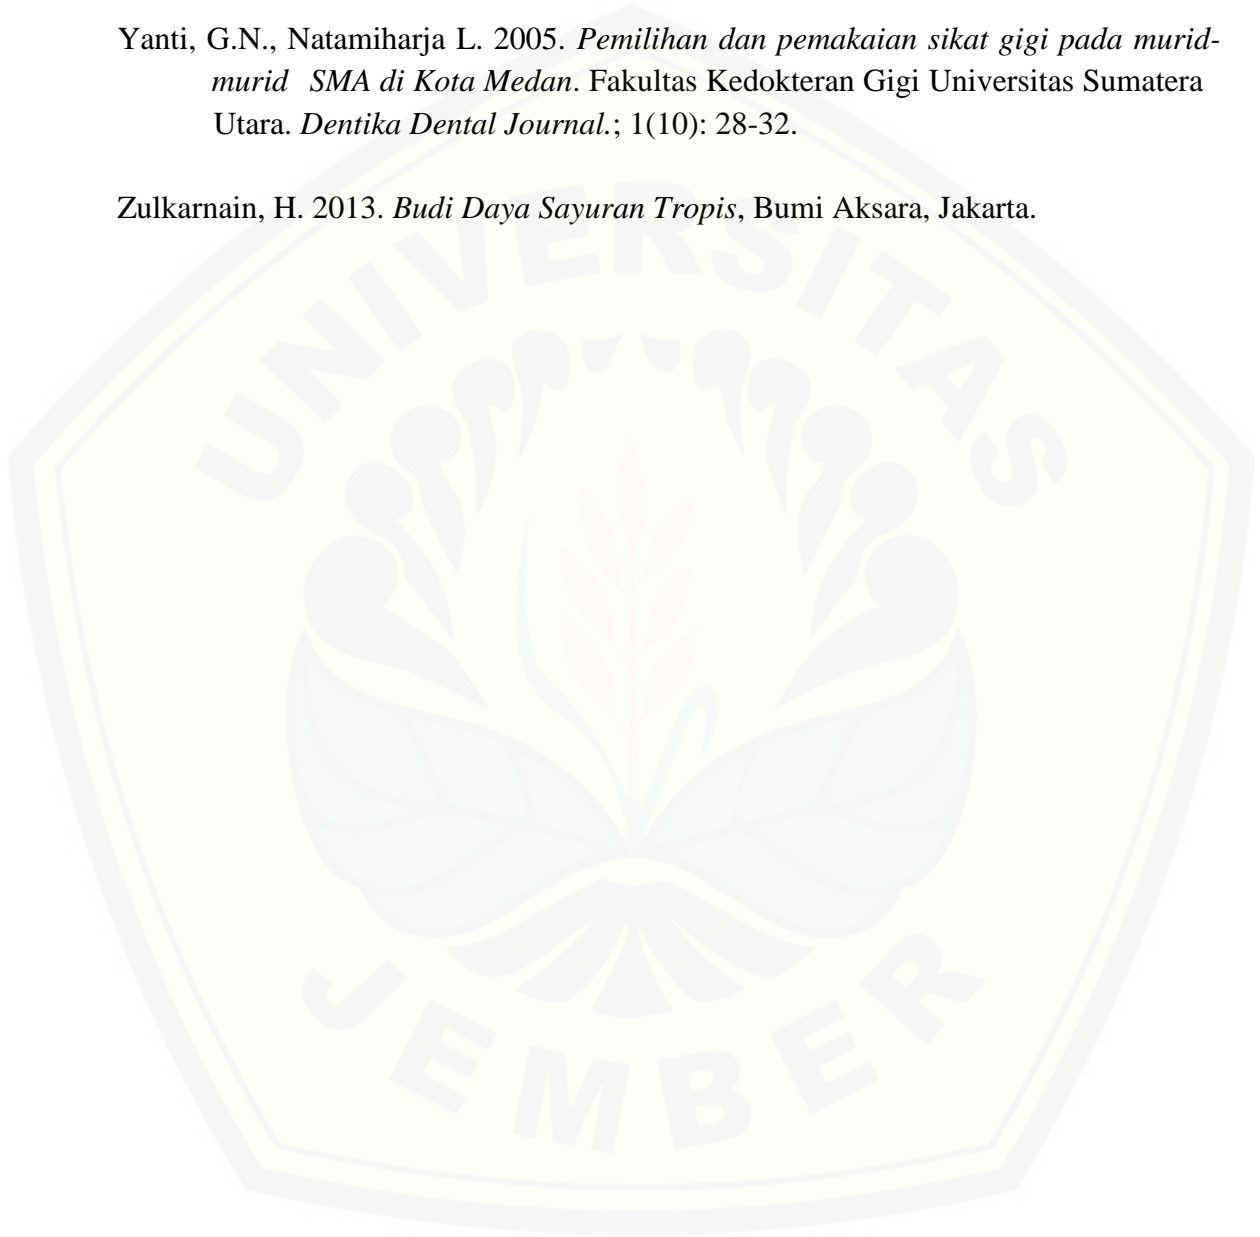 Yanti, G.N., Natamiharja L. 2005. Pemilihan dan pemakaian sikat gigi pada murid-
murid SMA di Kota Medan. Fakultas Kedokteran Gigi Universitas Sumatera
Utara. Dentika Dental Journal.; 1(10): 28-32.
Zulkarnain, H. 2013. Budi Daya Sayuran Tropis, Bumi Aksara, Jakarta.
UNIVERSITAS
JEMBER